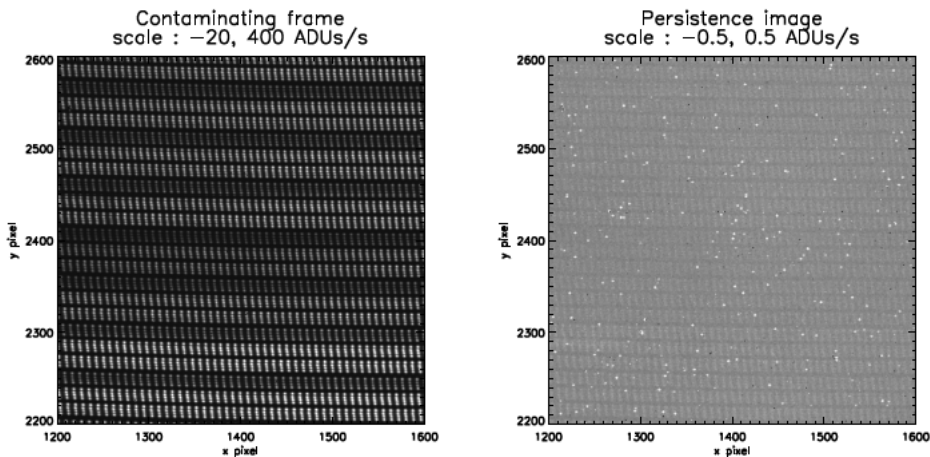 Contaminating frame
scale : −20, 400 ADUs/s
2600
2500
2400
2300
2200
y pixel
1200 1300 1400 1500 1600
x pixel
Persistence image
scale : −0.5, 0.5 ADUs/s
2600
2500
2400
2300
2200
y pixel
1200 1300 1400 1500 1600
x pixel